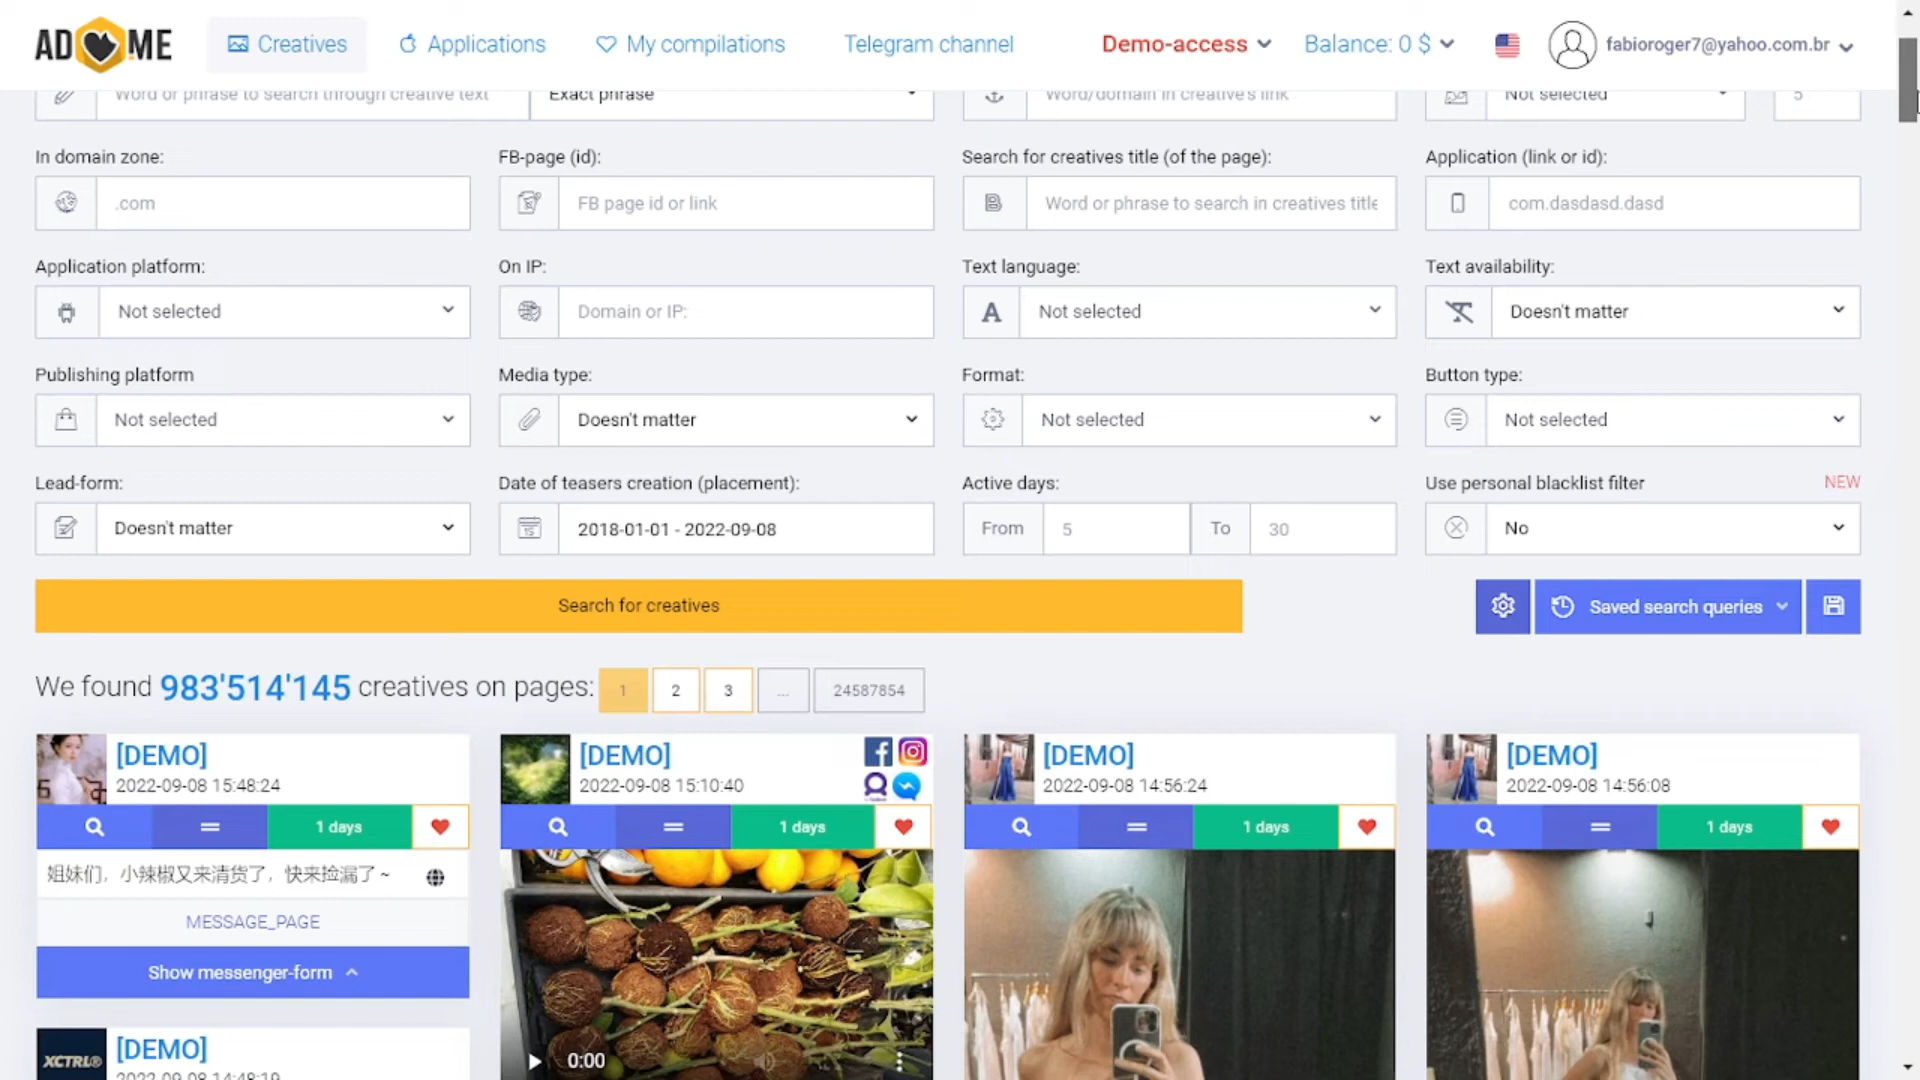 AD ME
Creatives
Applications
My compilations
Telegram channel
Demo-access
Balance: 0 $
fabioroger7@yahoo.com.br
Word or phrase to search through creative text
Exact phrase
Word/domain in creative's link
Not selected
5
In domain zone:
FB-page (id):
Search for creatives title (of the page):
Application (link or id):
.com
FB page id or link
Word or phrase to search in creatives title
com.dasdasd.dasd
Application platform:
On IP:
Text language:
Text availability:
Not selected
Domain or IP:
A Not selected
Doesn't matter
Publishing platform
Media type:
Format:
Button type:
Not selected
Doesn't matter
Not selected
Not selected
Lead-form:
Date of teasers creation (placement):
Active days:
Use personal blacklist filter
NEW
Doesn't matter
2018-01-01 - 2022-09-08
From 5 To 30
No
Search for creatives
Saved search queries
We found 983'514'145 creatives on pages: 1 2 3 ... 24587854
[DEMO]
2022-09-08 15:48:24
1 days
姐妹们，小辣椒又来清货了，快来捡漏了~
MESSAGE_PAGE
Show messenger-form
XCTRL®
[DEMO]
2022-09-08 14:48:19
[DEMO]
2022-09-08 15:10:40
1 days
0:00
[DEMO]
2022-09-08 14:56:24
1 days
[DEMO]
2022-09-08 14:56:08
1 days